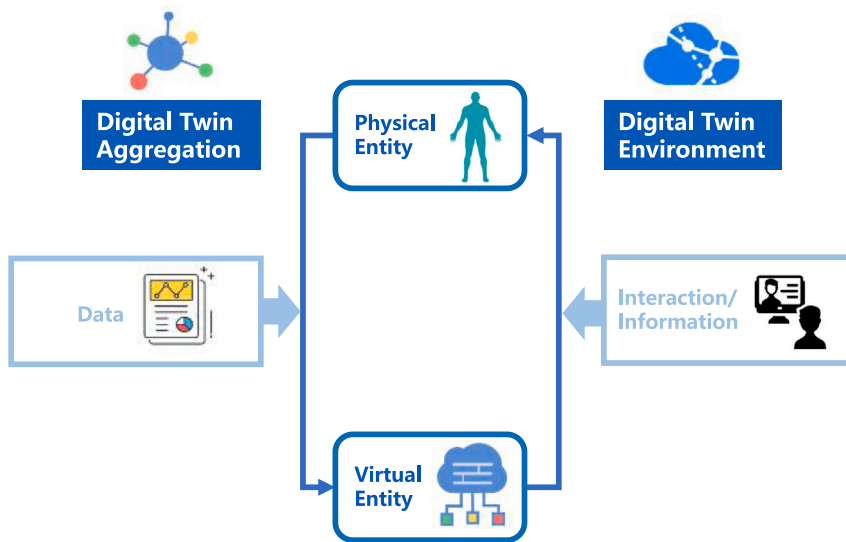 Digital Twin
Aggregation
Physical
Entity
Digital Twin
Environment
Data
Interaction/
Information
Virtual
Entity